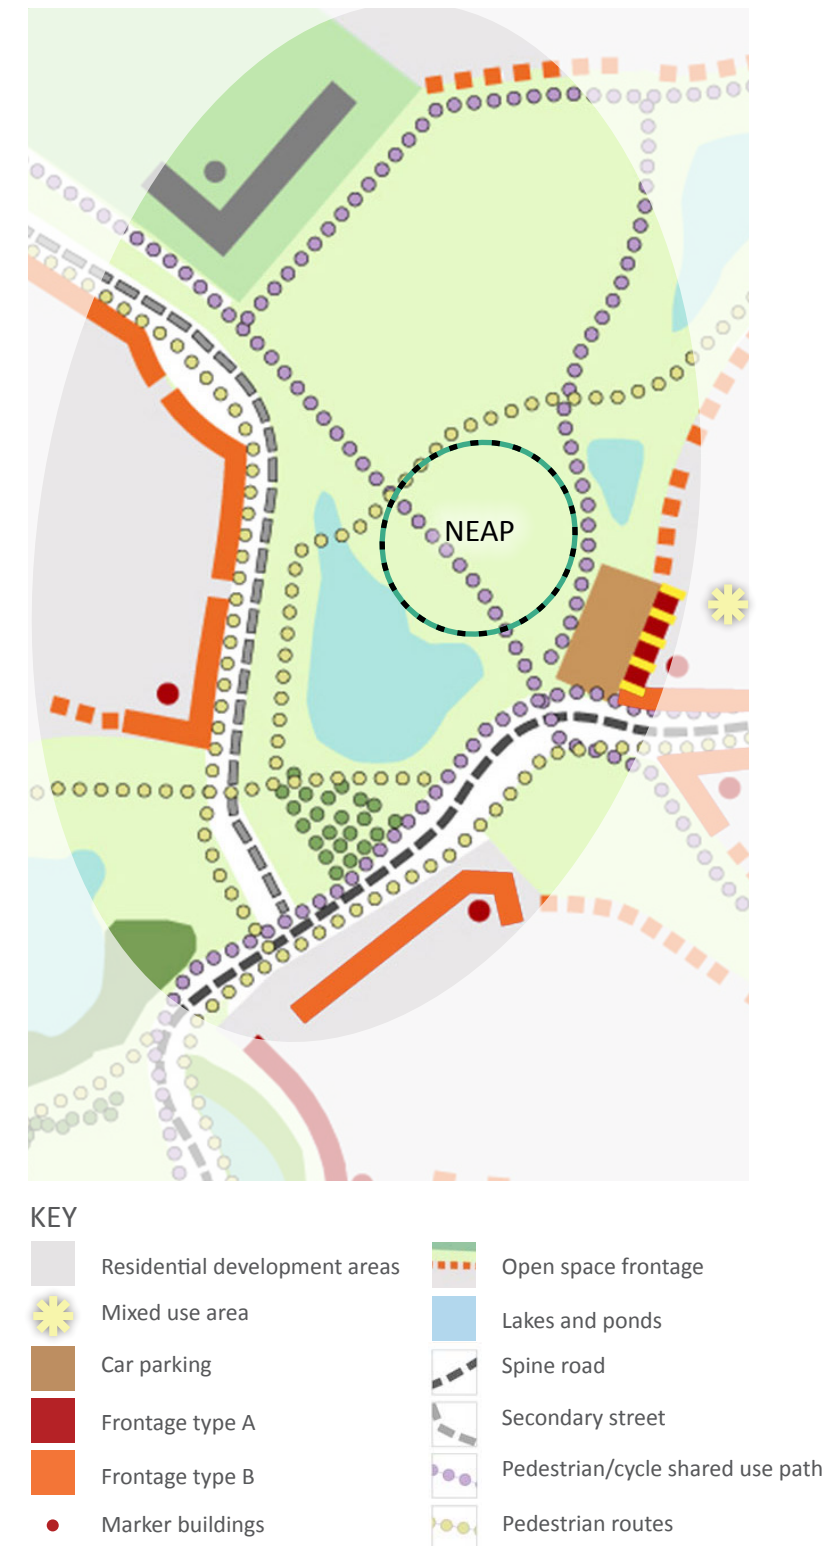 NEAP
KEY
Residential development areas
Mixed use area
Car parking
Frontage type A
Frontage type B
Marker buildings
Open space frontage
Lakes and ponds
Spine road
Secondary street
Pedestrian/cycle shared use path
Pedestrian routes